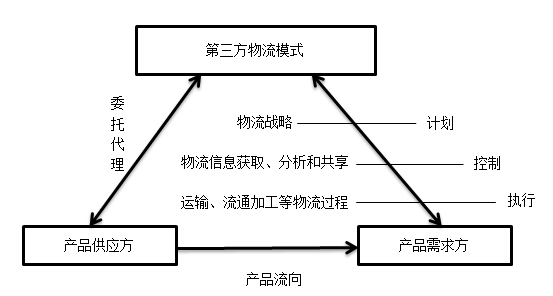 第三方物流模式
委托代理
物流战略
计划
物流信息获取、分析和共享
控制
运输、流通加工等物流过程
执行
产品供应方
产品需求方
产品流向